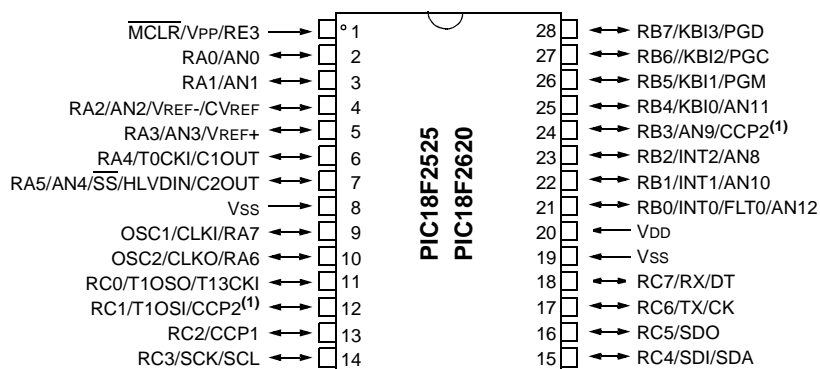 MCLR/VPP/RE3
RA0/AN0
RA1/AN1
RA2/AN2/VREF-/CVREF
RA3/AN3/VREF+
RA4/T0CKI/C1OUT
RA5/AN4/SS/HLVDIN/C2OUT
VSS
OSC1/CLKI/RA7
OSC2/CLKO/RA6
RC0/T1OSO/T13CKI
RC1/T1OSI/CCP2(1)
RC2/CCP1
RC3/SCK/SCL
1
2
3
4
5
6
7
8
9
10
11
12
13
14
PIC18F2525
PIC18F2620
28
27
26
25
24
23
22
21
20
19
18
17
16
15
RB7/KBI3/PGD
RB6//KBI2/PGC
RB5/KBI1/PGM
RB4/KBI0/AN11
RB3/AN9/CCP2(1)
RB2/INT2/AN8
RB1/INT1/AN10
RB0/INT0/FLT0/AN12
VDD
VSS
RC7/RX/DT
RC6/TX/CK
RC5/SDO
RC4/SDI/SDA